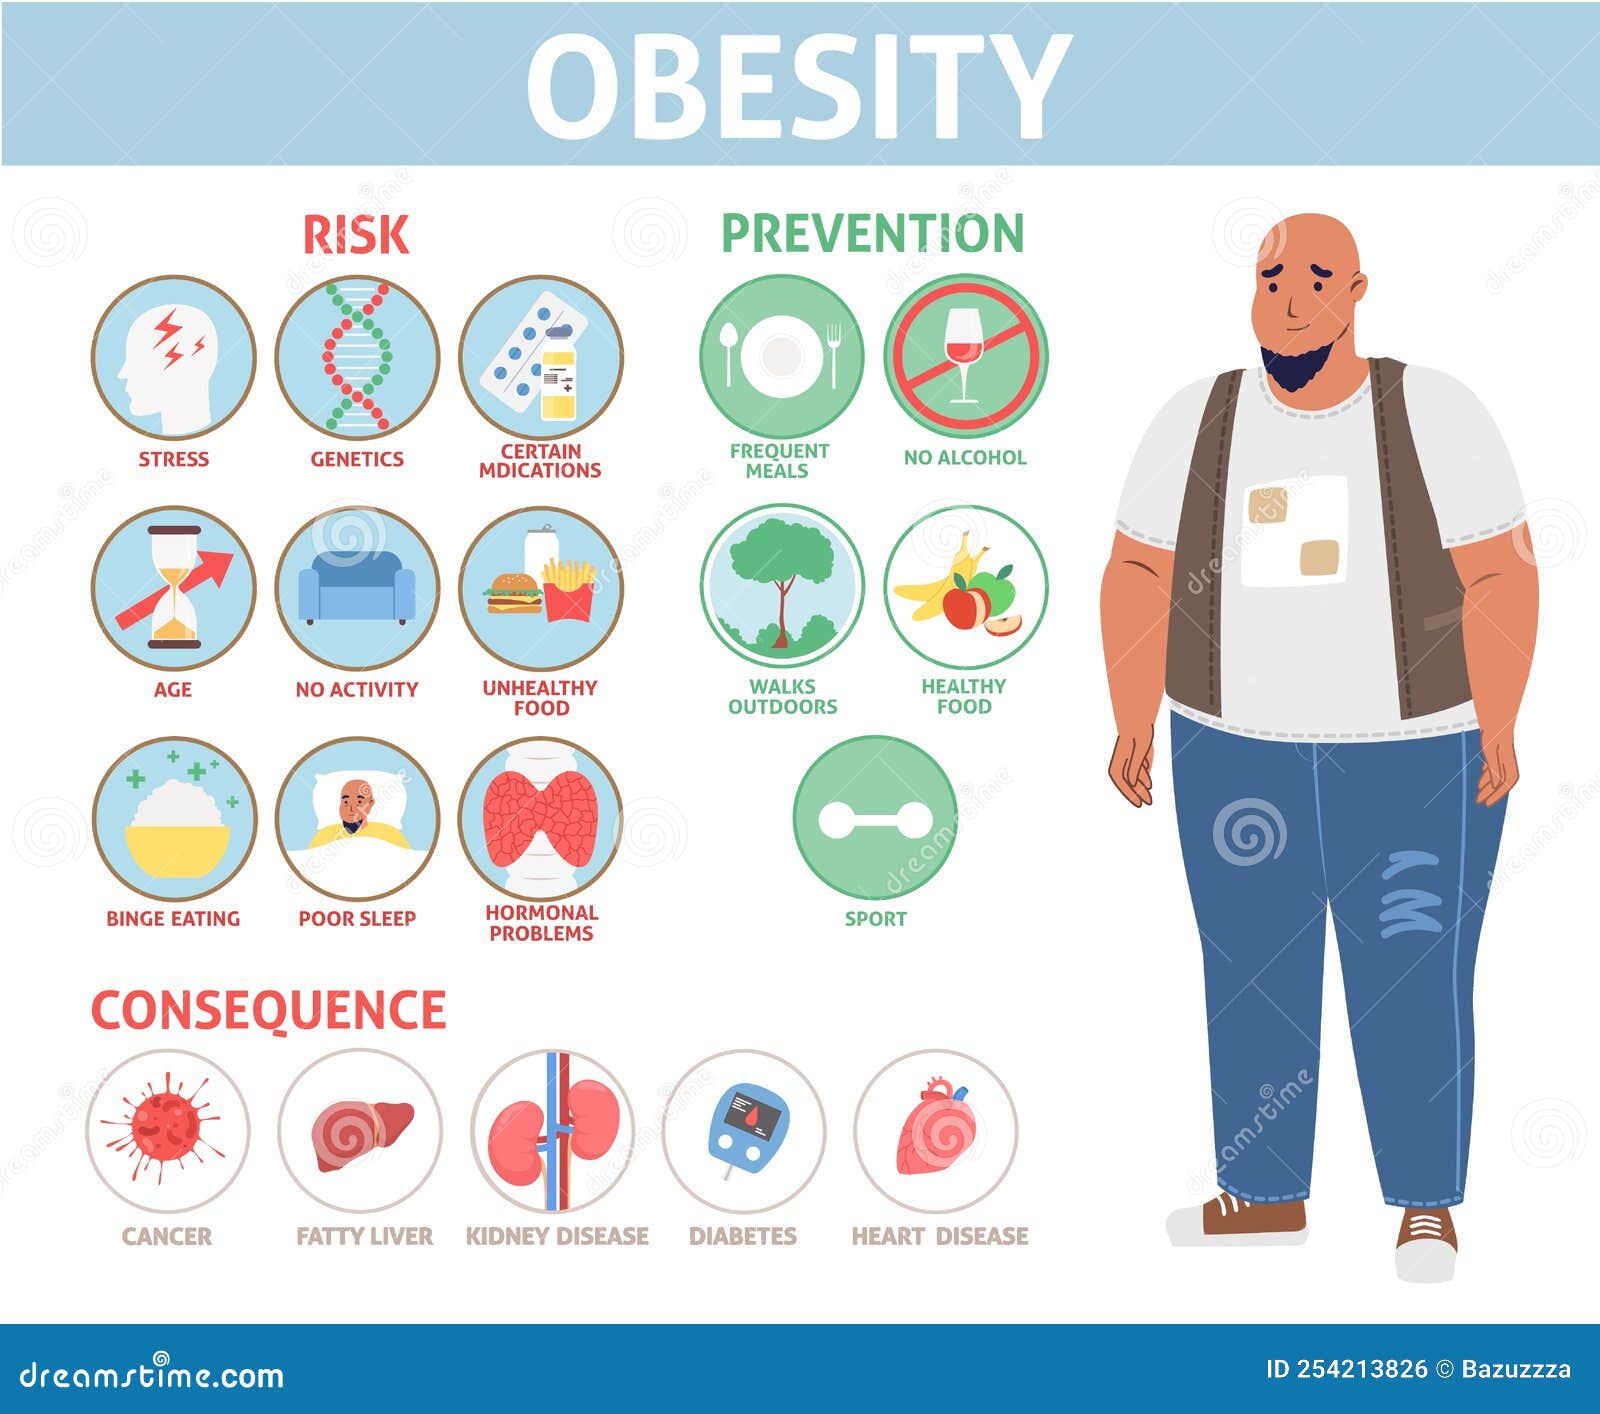 OBESITY
RISK
STRESS
GENETICS
CERTAIN
MDICATIONS
AGE
NO ACTIVITY
UNHEALTHY
FOOD
BINGE EATING
POOR SLEEP
HORMONAL
PROBLEMS
PREVENTION
FREQUENT
MEALS
NO ALCOHOL
WALKS
OUTDOORS
HEALTHY
FOOD
SPORT
CONSEQUENCE
CANCER
FATTY LIVER
KIDNEY DISEASE
DIABETES
HEART DISEASE
dreamstime.com
ID 254213826 © Bazuzzza